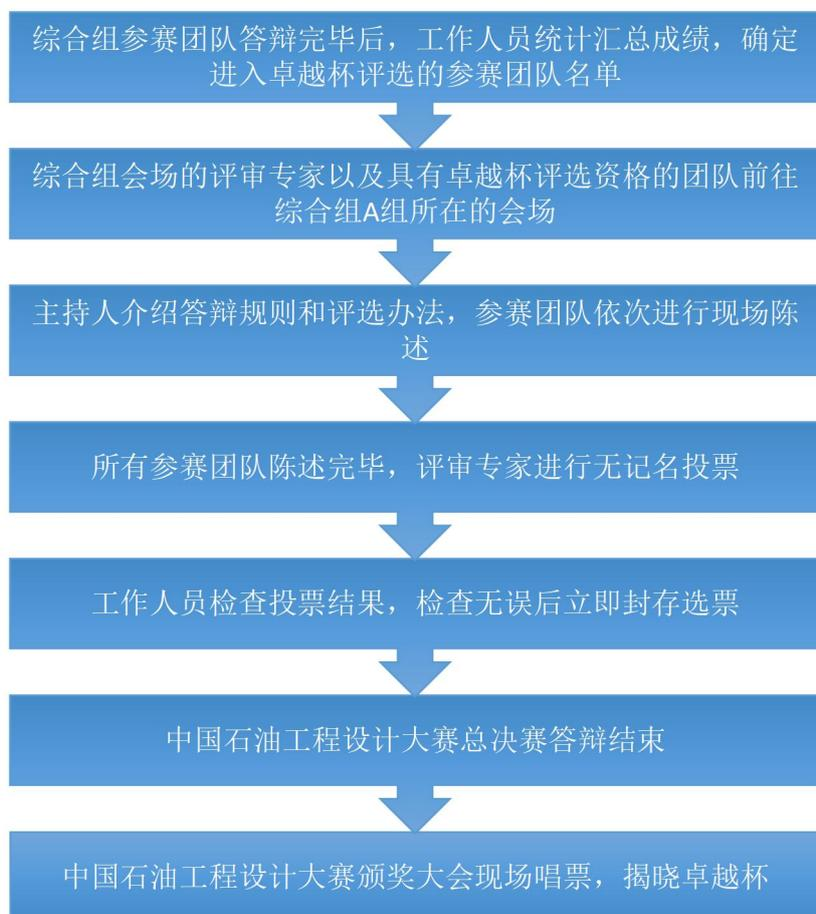 综合组参赛团队答辩完毕后，工作人员统计汇总成绩，确定
进入卓越杯评选的参赛团队名单
综合组会场的评审专家以及具有卓越杯评选资格的团队前往
综合组A组所在的会场
主持人介绍答辩规则和评选办法，参赛团队依次进行现场陈
述
所有参赛团队陈述完毕，评审专家进行无记名投票
工作人员检查投票结果，检查无误后立即封存选票
中国石油工程设计大赛总决赛答辩结束
中国石油工程设计大赛颁奖大会现场唱票，揭晓卓越杯